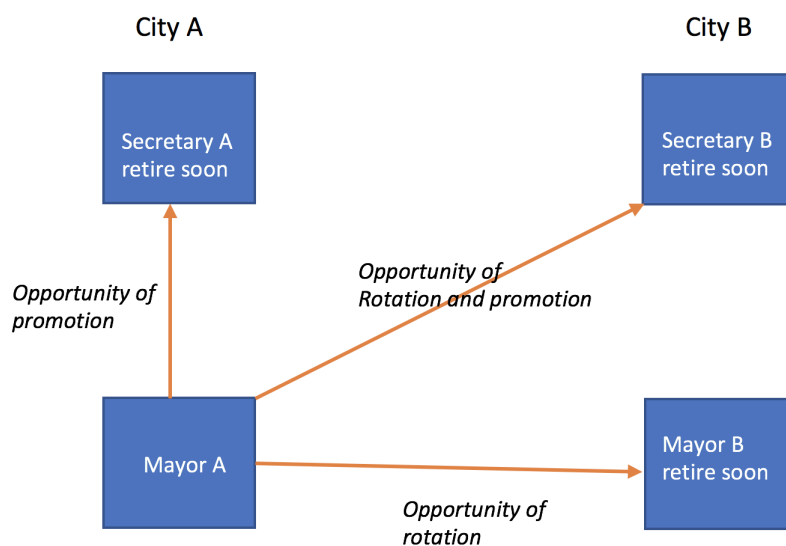 City A
City B
Secretary A
retire soon
Secretary B
retire soon
Opportunity of
promotion
Opportunity of
Rotation and promotion
Mayor A
Mayor B
retire soon
Opportunity of
rotation